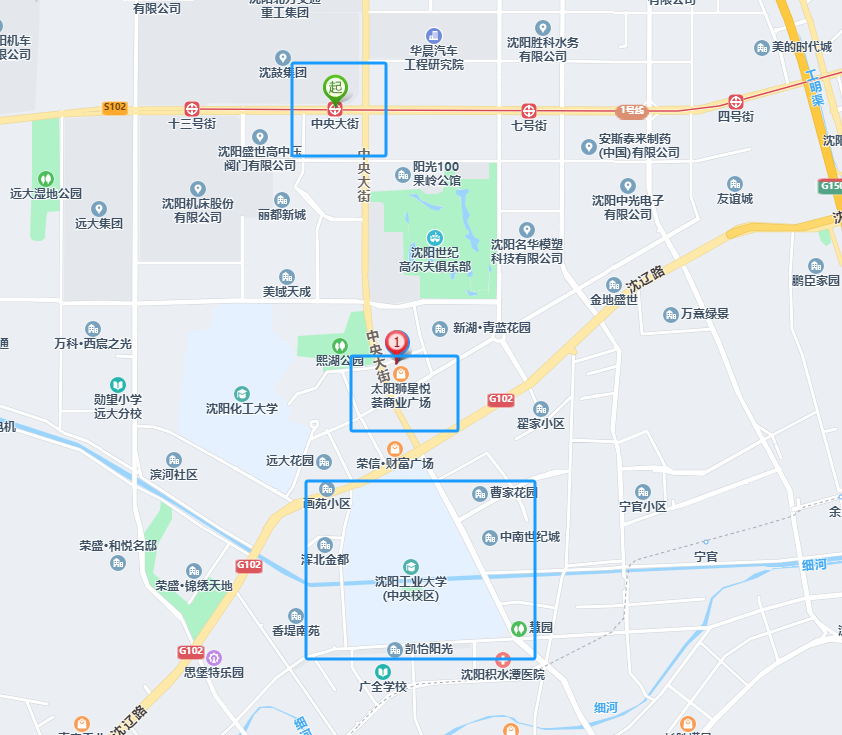 有限公司
重工集团
有限公司
阳机车
限公司
沈鼓集团
华晨汽车
工程研究院
沈阳胜科水务
有限公司
美的时代城
工明渠
起
S102
十三号街
中央大街
七号街
1号线
四号街
沈阳盛世高中压
阀门有限公司
中央大街
阳光100
果岭公馆
安斯泰来制药
(中国)有限公司
沈阳
G150
远大湿地公园
远大集团
沈阳机床股份
有限公司
丽都新城
沈阳中光电子
有限公司
友谊城
沈
沈阳世纪
高尔夫俱乐部
沈阳名华模塑
科技有限公司
沈辽路
美域天成
金地盛世
鹏臣家园
万熹绿景
通
万科·西宸之光
中央大街
1
新湖·青蓝花园
熙湖公园
太阳狮星悦
荟商业广场
勋望小学
远大分校
沈阳化工大学
G102
翟家小区
电机
滨河社区
远大花园
荣信·财富广场
画苑小区
曹家花园
宁官小区
余
中南世纪城
荣盛·和悦名邸
浑北金都
宁官
细河
G102
荣盛·锦绣天地
沈阳工业大学
(中央校区)
香堤南苑
慧园
G102
思堡特乐园
凯怡阳光
广全学校
沈阳积水潭医院
沈辽路
细河
细河